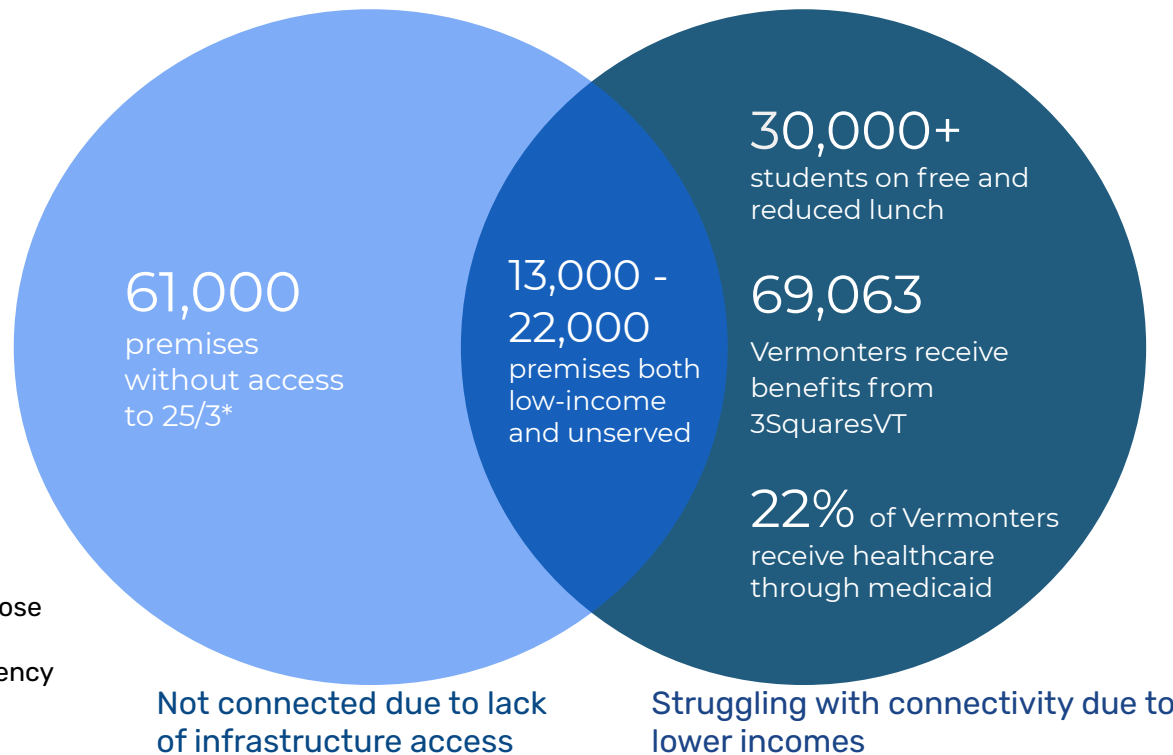 61,000
premises
without access
to 25/3*
13,000 -
22,000
premises both
low-income
and unserved
30,000+
students on free and
reduced lunch
69,063
Vermonters receive
benefits from
3SquaresVT
22% of Vermonters
receive healthcare
through medicaid
Not connected due to lack
of infrastructure access
Struggling with connectivity due to
lower incomes